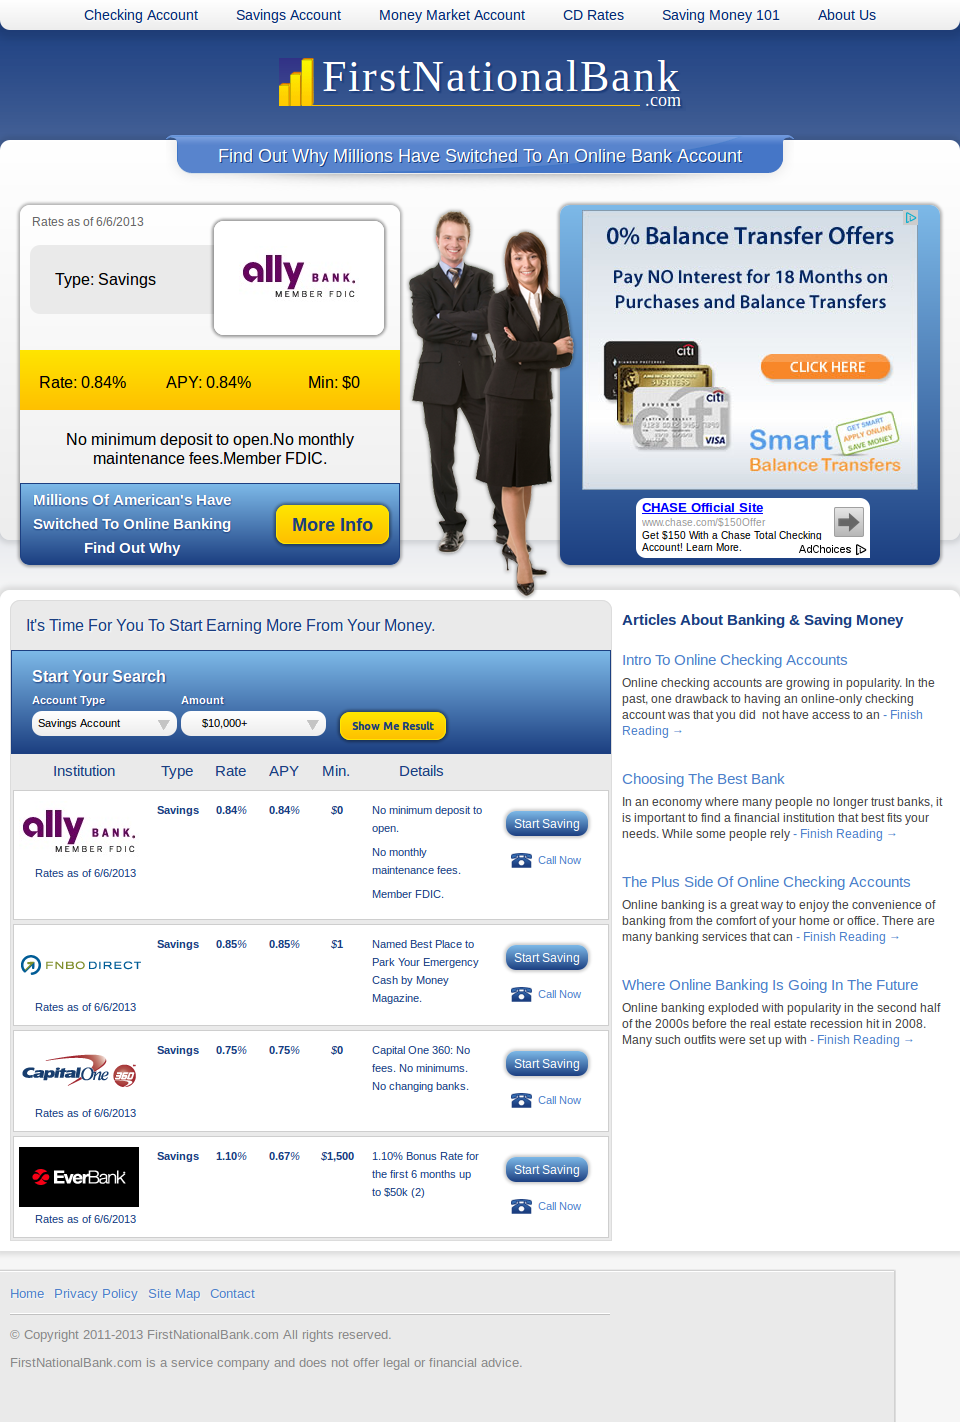 Checking Account Savings Account Money Market Account CD Rates Saving Money 101 About Us
FirstNationalBank
.com
Find Out Why Millions Have Switched To An Online Bank Account
Rates as of 6/6/2013
Type: Savings
ally BANK.
MEMBER FDIC
Rate: 0.84% APY: 0.84% Min: $0
No minimum deposit to open.No monthly
maintenance fees.Member FDIC.
Millions Of American's Have
Switched To Online Banking
Find Out Why
More Info
0% Balance Transfer Offers
Pay NO Interest for 18 Months on
Purchases and Balance Transfers
citi
AMERICAN EXPRESS
BUSINESS
DIVIDEND
citi
VISA
CLICK HERE
GET SMART
APPLY ONLINE
SAVE MONEY
Smart
Balance Transfers
CHASE Official Site
www.chase.com/$150Offer
Get $150 With a Chase Total Checking
Account! Learn More.
AdChoices
It's Time For You To Start Earning More From Your Money.
Start Your Search
Account Type Amount
Savings Account $10,000+ Show Me Result
Institution Type Rate APY Min. Details
ally BANK.
MEMBER FDIC
Rates as of 6/6/2013
Savings 0.84% 0.84% $0
No minimum deposit to
open.
No monthly
maintenance fees.
Member FDIC.
Start Saving
Call Now
FNBO DIRECT
Rates as of 6/6/2013
Savings 0.85% 0.85% $1
Named Best Place to
Park Your Emergency
Cash by Money
Magazine.
Start Saving
Call Now
Capital One 360
Rates as of 6/6/2013
Savings 0.75% 0.75% $0
Capital One 360: No
fees. No minimums.
No changing banks.
Start Saving
Call Now
EverBank
Rates as of 6/6/2013
Savings 1.10% 0.67% $1,500
1.10% Bonus Rate for
the first 6 months up
to $50k (2)
Start Saving
Call Now
Articles About Banking & Saving Money
Intro To Online Checking Accounts
Online checking accounts are growing in popularity. In the
past, one drawback to having an online-only checking
account was that you did  not have access to an - Finish
Reading →
Choosing The Best Bank
In an economy where many people no longer trust banks, it
is important to find a financial institution that best fits your
needs. While some people rely - Finish Reading →
The Plus Side Of Online Checking Accounts
Online banking is a great way to enjoy the convenience of
banking from the comfort of your home or office. There are
many banking services that can - Finish Reading →
Where Online Banking Is Going In The Future
Online banking exploded with popularity in the second half
of the 2000s before the real estate recession hit in 2008.
Many such outfits were set up with - Finish Reading →
Home Privacy Policy Site Map Contact
© Copyright 2011-2013 FirstNationalBank.com All rights reserved.
FirstNationalBank.com is a service company and does not offer legal or financial advice.